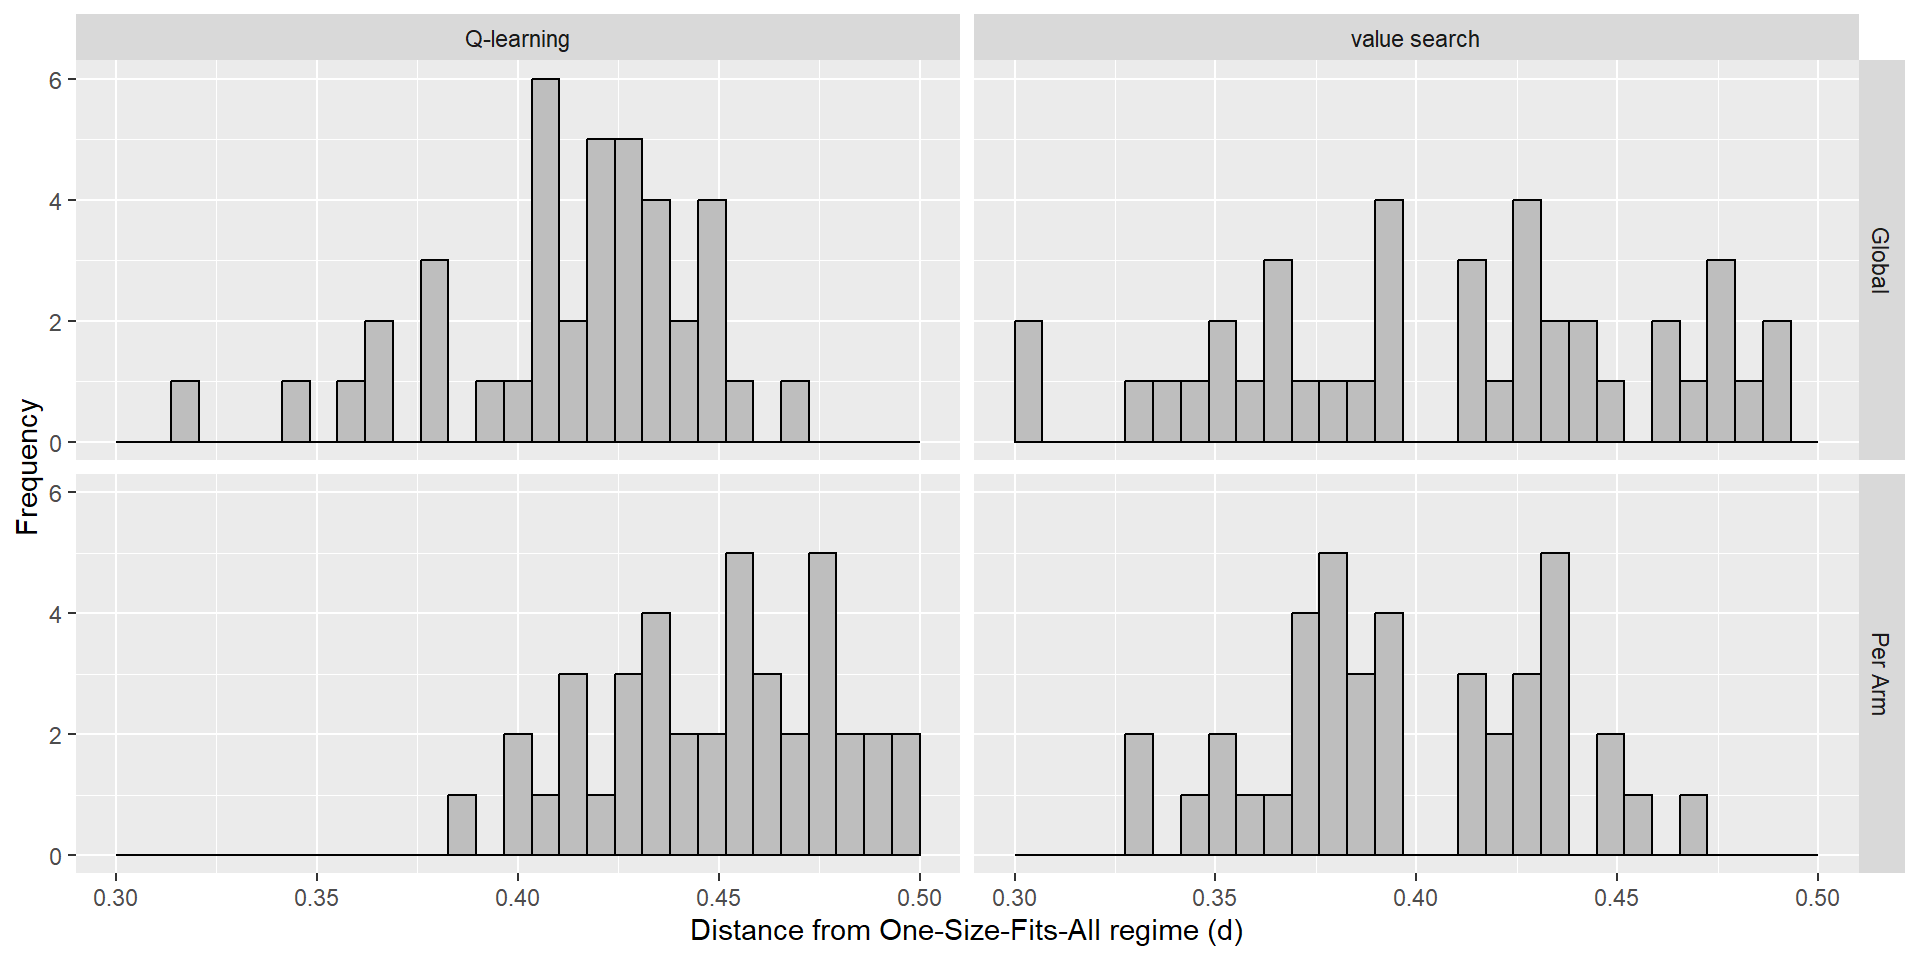 Q-learning
value search
6
4
2
0
Global
Frequency
6
4
2
0
Per Arm
0.30 0.35 0.40 0.45 0.50 0.30 0.35 0.40 0.45 0.50
Distance from One-Size-Fits-All regime (d)